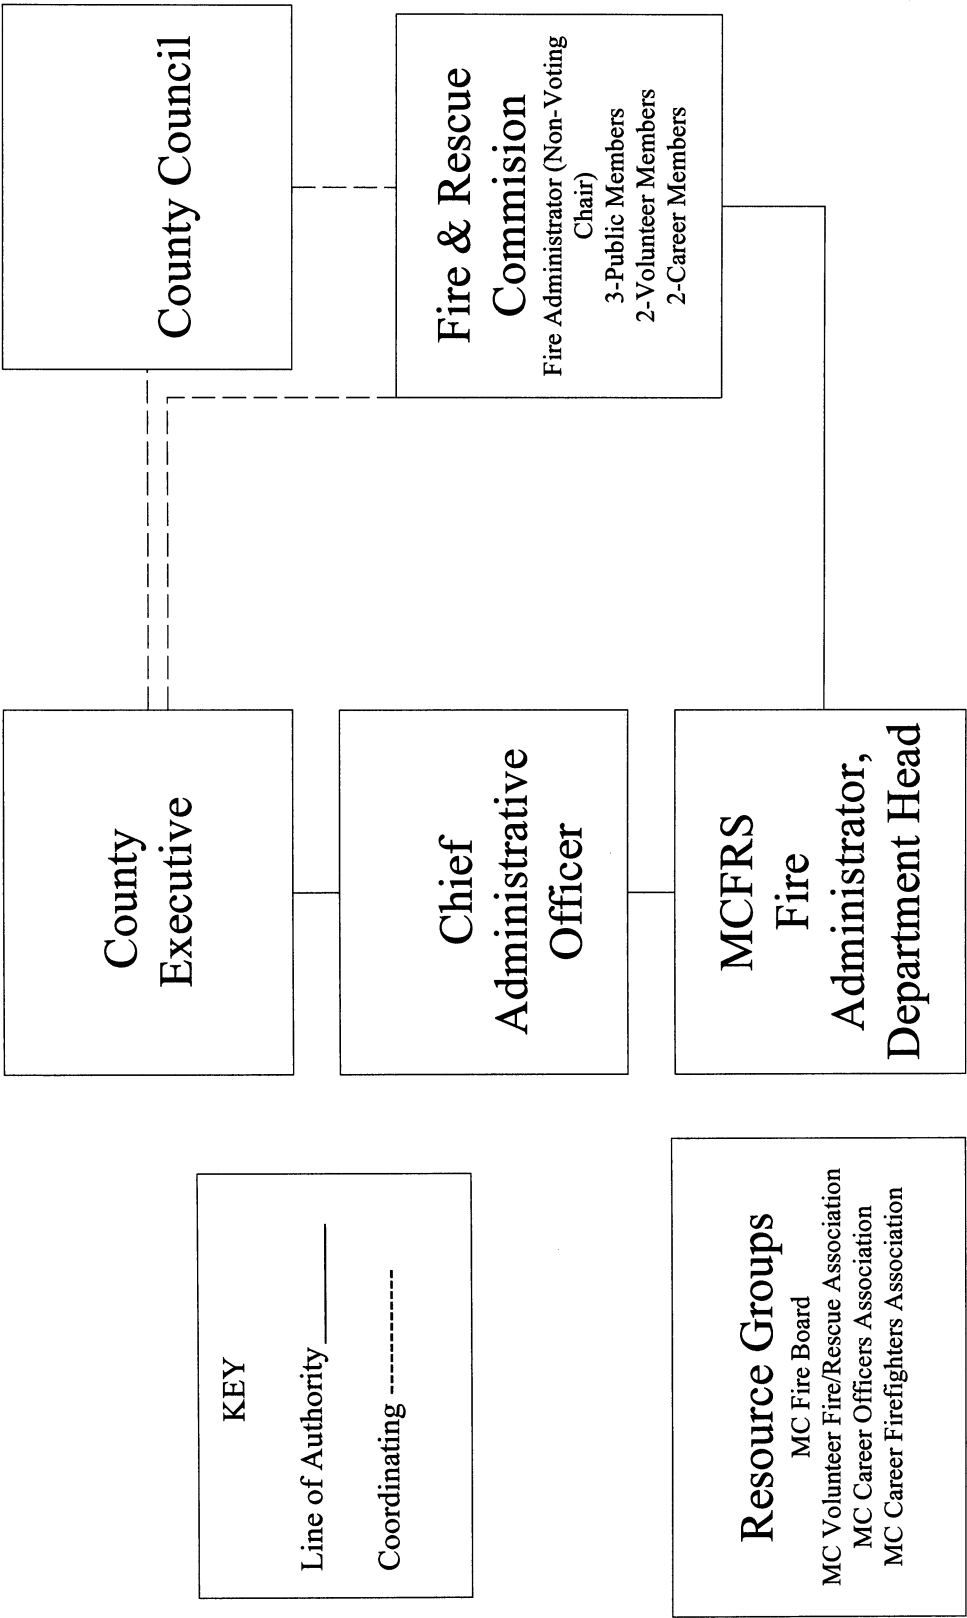 County
Executive
County Council
KEY
Line of Authority ________
Coordinating ------------
Chief
Administrative
Officer
Fire & Rescue
Commision
Fire Administrator (Non-Voting
Chair)
3-Public Members
2-Volunteer Members
2-Career Members
Resource Groups
MC Fire Board
MC Volunteer Fire/Rescue Association
MC Career Officers Association
MC Career Firefighters Association
MCFRS
Fire
Administrator,
Department Head